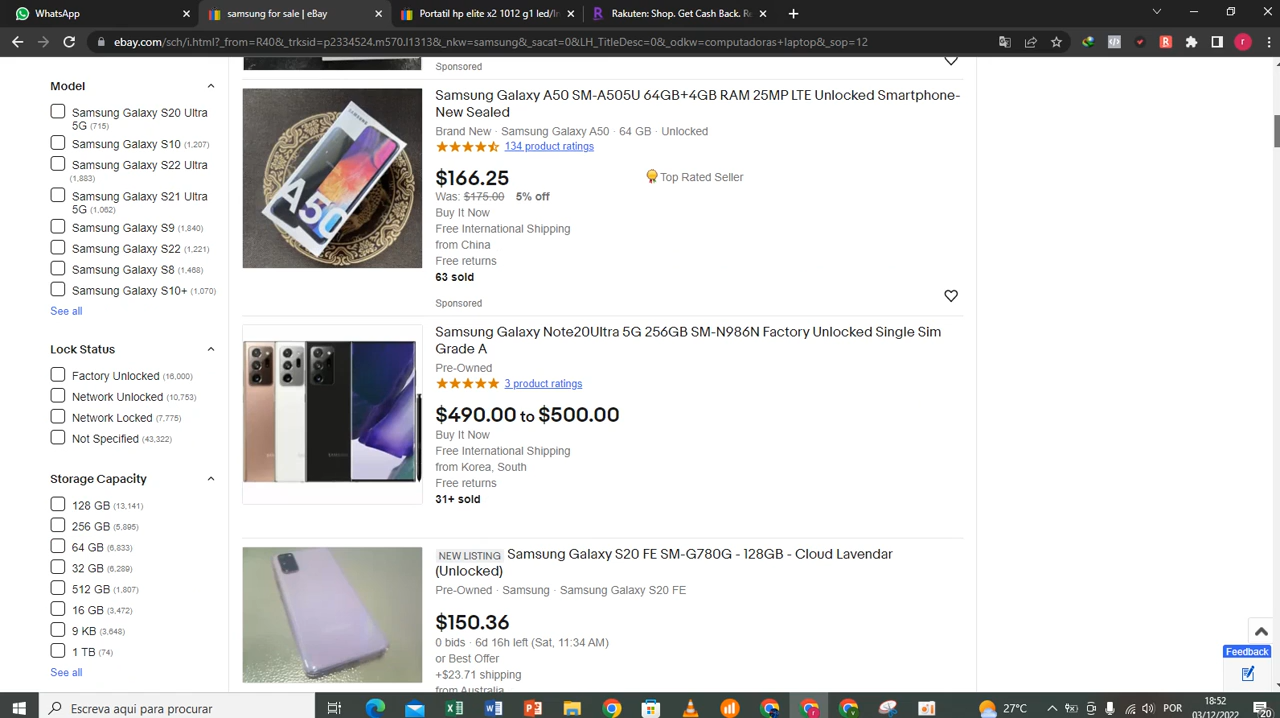 WhatsApp
samsung for sale | eBay
Portatil hp x2 1012 g1 led/i
Rakuten: Shop. Get Cash Back. Re
ebay.com/sch/i.html?_from=R40&_trksid=p2334524.m570.l1313&_nkw=samsung&_sacat=0&LH_TitleDesc=0&_odkw=computadoras+laptop&_sop=12
Sponsored
Model
Samsung Galaxy S20 Ultra
5G (715)
Samsung Galaxy S10 (1,207)
Samsung Galaxy S22 Ultra
(1,883)
Samsung Galaxy S21 Ultra
5G (1,062)
Samsung Galaxy S9 (1,840)
Samsung Galaxy S22 (1,221)
Samsung Galaxy S8 (1,468)
Samsung Galaxy S10+ (1,070)
See all
Lock Status
Factory Unlocked (16,000)
Network Unlocked (10,753)
Network Locked (7,775)
Not Specified (43,322)
Storage Capacity
128 GB (13,141)
256 GB (5,895)
64 GB (6,833)
32 GB (6,289)
512 GB (1,807)
16 GB (3,472)
9 KB (3,648)
1 TB (74)
See all
SAMSUNG
A50
Samsung Galaxy A50 SM-A505U 64GB+4GB RAM 25MP LTE Unlocked Smartphone-
New Sealed
Brand New · Samsung Galaxy A50 · 64 GB · Unlocked
134 product ratings
$166.25
Top Rated Seller
Was: $175.00 5% off
Buy It Now
Free International Shipping
from China
Free returns
63 sold
Sponsored
Samsung Galaxy Note20Ultra 5G 256GB SM-N986N Factory Unlocked Single Sim
Grade A
Pre-Owned
3 product ratings
$490.00 to $500.00
Buy It Now
Free International Shipping
from Korea, South
Free returns
31+ sold
NEW LISTING Samsung Galaxy S20 FE SM-G780G - 128GB - Cloud Lavendar
(Unlocked)
Pre-Owned · Samsung · Samsung Galaxy S20 FE
$150.36
0 bids · 6d 16h left (Sat, 11:34 AM)
or Best Offer
+$23.71 shipping
from Australia
Feedback
Escreva aqui para procurar
27°C
18:52
03/12/2022
20